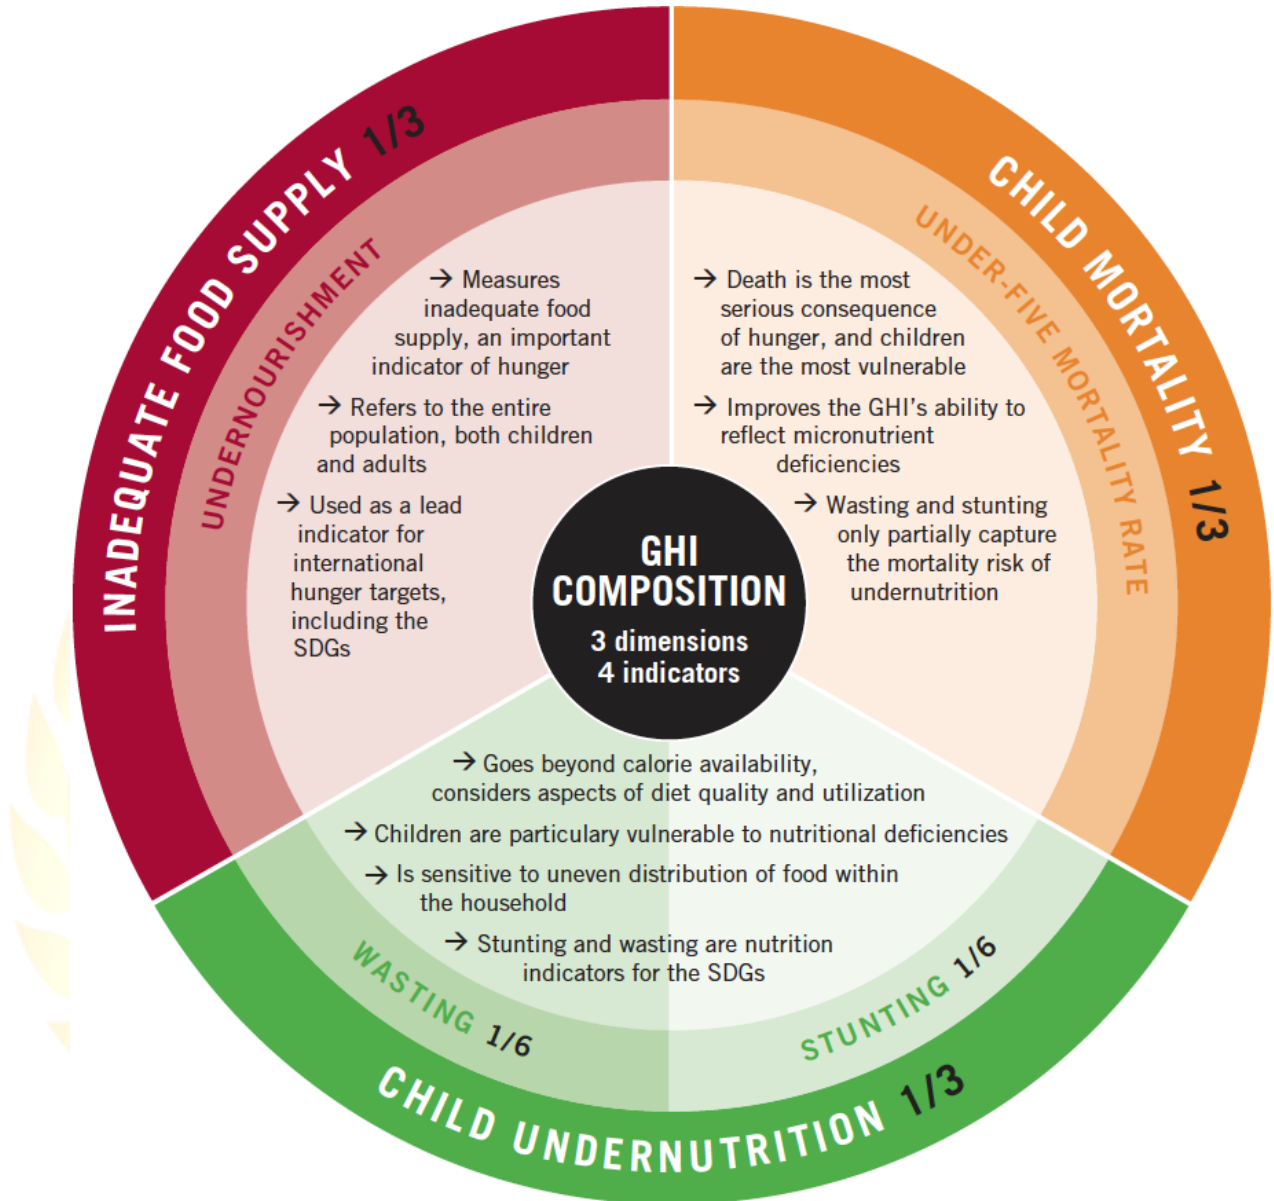 INADEQUATE FOOD SUPPLY 1/3
UNDERNOURISHMENT
→ Measures
inadequate food
supply, an important
indicator of hunger
→ Refers to the entire
population, both children
and adults
→ Used as a lead
indicator for
international
hunger targets,
including the
SDGs
CHILD MORTALITY 1/3
UNDER-FIVE MORTALITY RATE
→ Death is the most
serious consequence
of hunger, and children
are the most vulnerable
→ Improves the GHI’s ability to
reflect micronutrient
deficiencies
→ Wasting and stunting
only partially capture
the mortality risk of
undernutrition
GHI
COMPOSITION
3 dimensions
4 indicators
→ Goes beyond calorie availability,
considers aspects of diet quality and utilization
→ Children are particulary vulnerable to nutritional deficiencies
→ Is sensitive to uneven distribution of food within
the household
→ Stunting and wasting are nutrition
indicators for the SDGs
WASTING 1/6
STUNTING 1/6
CHILD UNDERNUTRITION 1/3